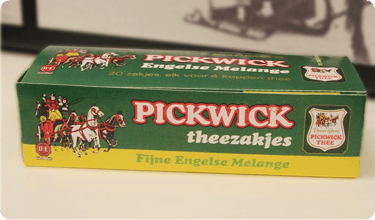 PICKWICK
Engelse Melange
20 zakjes, elk voor 4 koppen thee
PICKWICK
theezakjes
Fijne Engelse Melange
D·E
PICKWICK
THEE